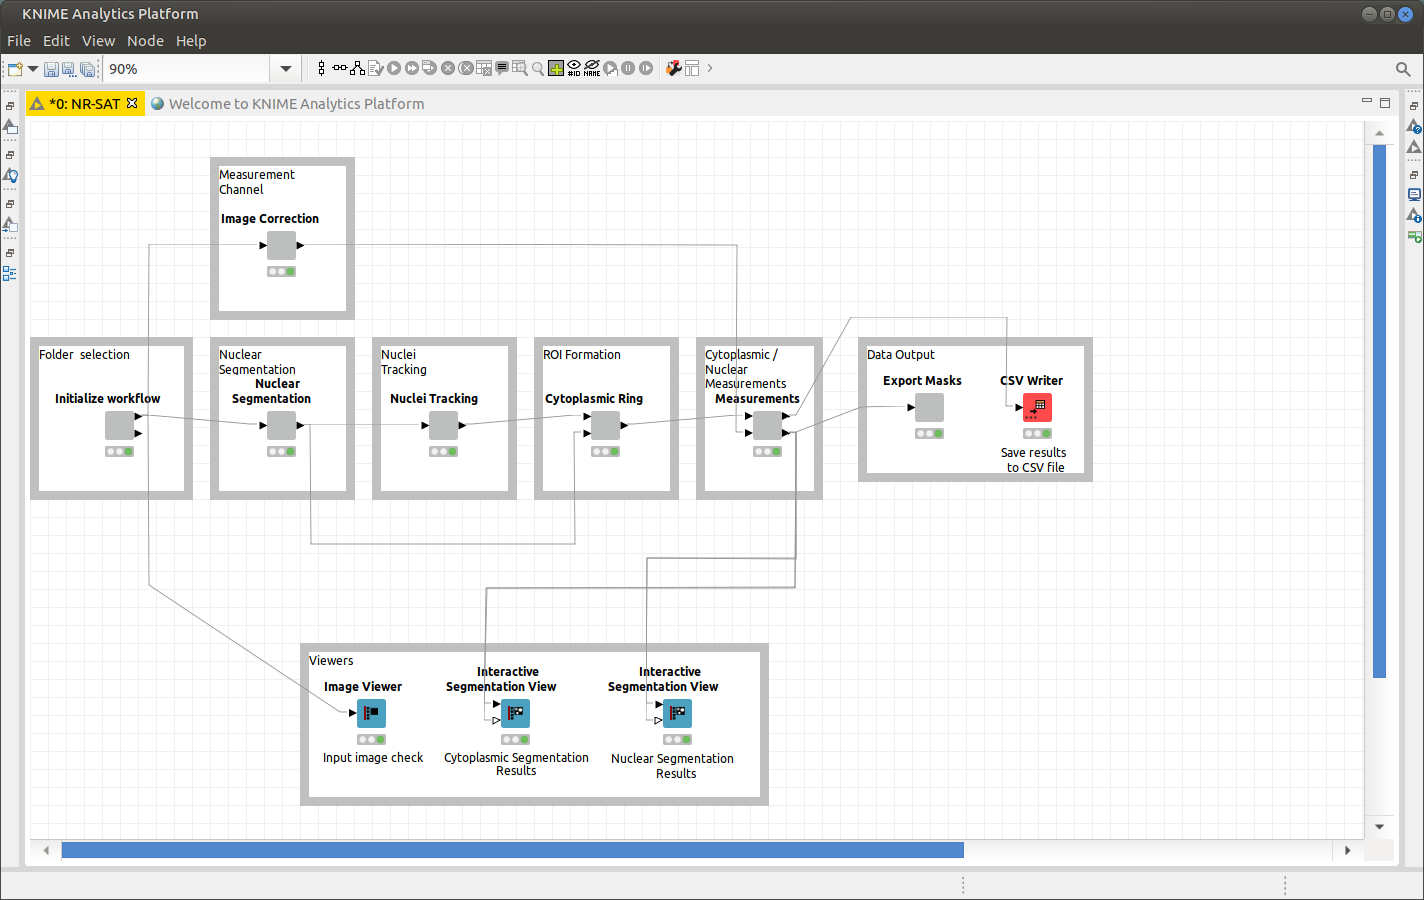 KNIME Analytics Platform
File Edit View Node Help
90%
#ID NAME
*0: NR-SAT Welcome to KNIME Analytics Platform
Measurement
Channel
Image Correction
Folder  selection
Initialize workflow
Nuclear
Segmentation
Nuclear
Segmentation
Nuclei
Tracking
Nuclei Tracking
ROI Formation
Cytoplasmic Ring
Cytoplasmic /
Nuclear
Measurements
Measurements
Data Output
Export Masks
CSV Writer
Save results
to CSV file
Viewers
Image Viewer
Input image check
Interactive
Segmentation View
Cytoplasmic Segmentation
Results
Interactive
Segmentation View
Nuclear Segmentation
Results